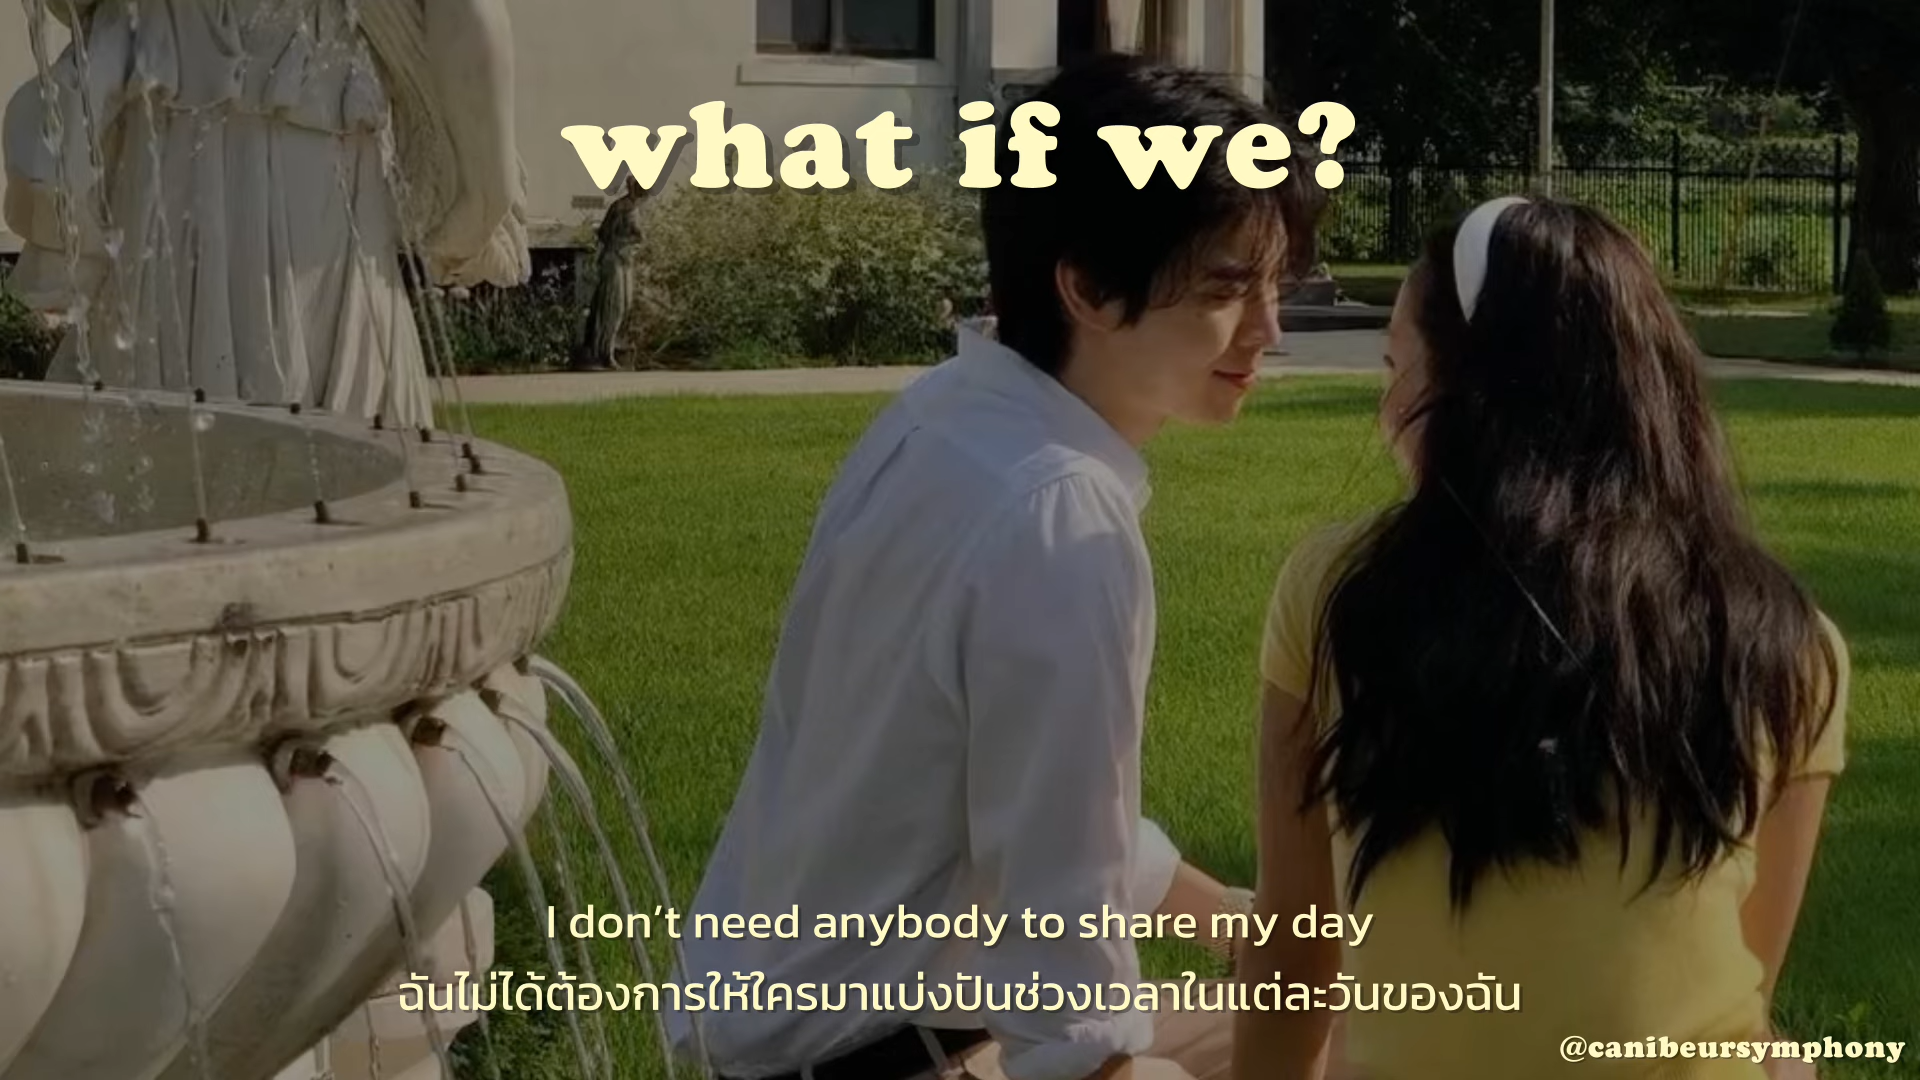 what if we?
I don’t need anybody to share my day
ฉันไม่ได้ต้องการให้ใครมาแบ่งปันช่วงเวลาในแต่ละวันของฉัน
@canibeursymphony